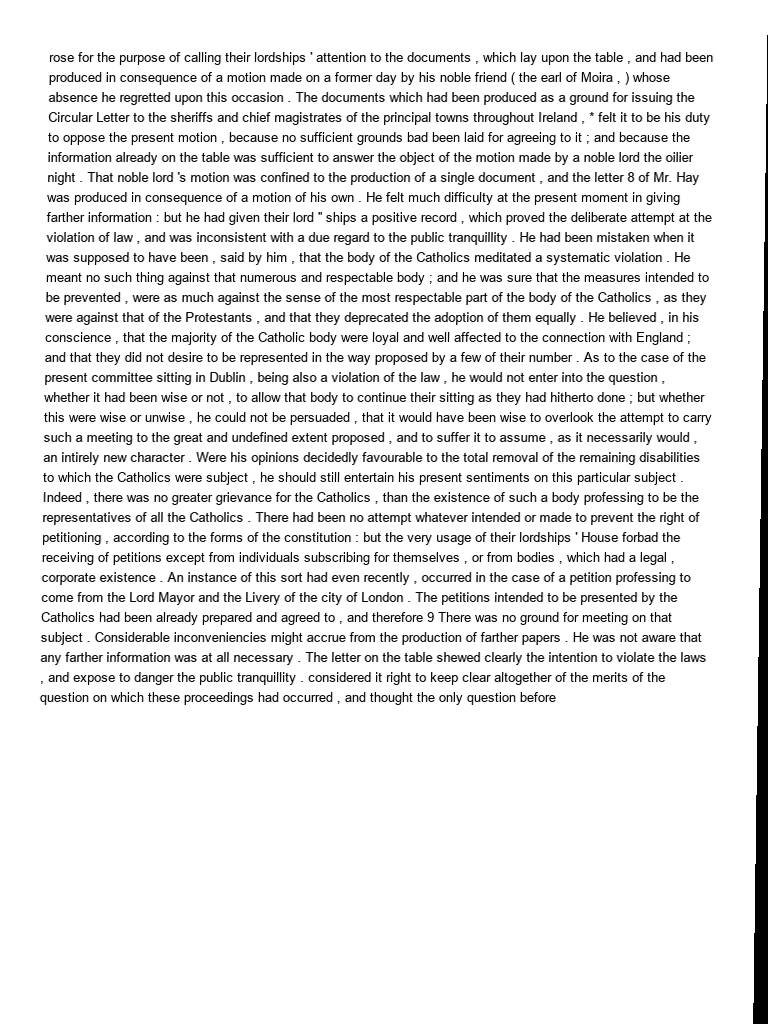 rose for the purpose of calling their lordships ' attention to the documents , which lay upon the table , and had been
produced in consequence of a motion made on a former day by his noble friend ( the earl of Moira , ) whose
absence he regretted upon this occasion . The documents which had been produced as a ground for issuing the
Circular Letter to the sheriffs and chief magistrates of the principal towns throughout Ireland , * felt it to be his duty
to oppose the present motion , because no sufficient grounds bad been laid for agreeing to it ; and because the
information already on the table was sufficient to answer the object of the motion made by a noble lord the oilier
night . That noble lord 's motion was confined to the production of a single document , and the letter 8 of Mr. Hay
was produced in consequence of a motion of his own . He felt much difficulty at the present moment in giving
farther information : but he had given their lord " ships a positive record , which proved the deliberate attempt at the
violation of law , and was inconsistent with a due regard to the public tranquillity . He had been mistaken when it
was supposed to have been , said by him , that the body of the Catholics meditated a systematic violation . He
meant no such thing against that numerous and respectable body ; and he was sure that the measures intended to
be prevented , were as much against the sense of the most respectable part of the body of the Catholics , as they
were against that of the Protestants , and that they deprecated the adoption of them equally . He believed , in his
conscience , that the majority of the Catholic body were loyal and well affected to the connection with England ;
and that they did not desire to be represented in the way proposed by a few of their number . As to the case of the
present committee sitting in Dublin , being also a violation of the law , he would not enter into the question ,
whether it had been wise or not , to allow that body to continue their sitting as they had hitherto done ; but whether
this were wise or unwise , he could not be persuaded , that it would have been wise to overlook the attempt to carry
such a meeting to the great and undefined extent proposed , and to suffer it to assume , as it necessarily would ,
an intirely new character . Were his opinions decidedly favourable to the total removal of the remaining disabilities
to which the Catholics were subject , he should still entertain his present sentiments on this particular subject .
Indeed , there was no greater grievance for the Catholics , than the existence of such a body professing to be the
representatives of all the Catholics . There had been no attempt whatever intended or made to prevent the right of
petitioning , according to the forms of the constitution : but the very usage of their lordships ' House forbad the
receiving of petitions except from individuals subscribing for themselves , or from bodies , which had a legal ,
corporate existence . An instance of this sort had even recently , occurred in the case of a petition professing to
come from the Lord Mayor and the Livery of the city of London . The petitions intended to be presented by the
Catholics had been already prepared and agreed to , and therefore 9 There was no ground for meeting on that
subject . Considerable inconveniencies might accrue from the production of farther papers . He was not aware that
any farther information was at all necessary . The letter on the table shewed clearly the intention to violate the laws
, and expose to danger the public tranquillity . considered it right to keep clear altogether of the merits of the
question on which these proceedings had occurred , and thought the only question before